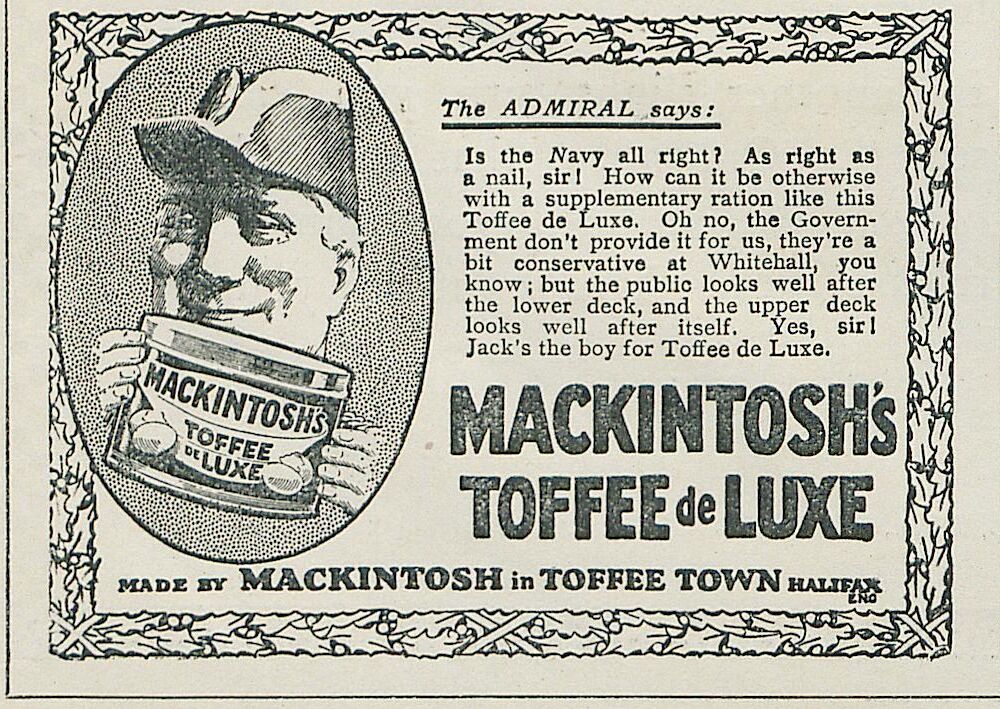 The ADMIRAL says:
Is the Navy all right? As right as
a nail, sir! How can it be otherwise
with a supplementary ration like this
Toffee de Luxe. Oh no, the Govern-
ment don't provide it for us, they're a
bit conservative at Whitehall, you
know; but the public looks well after
the lower deck, and the upper deck
looks well after itself. Yes, sir!
Jack's the boy for Toffee de Luxe.
MACKINTOSH'S
TOFFEE
DE LUXE
MACKINTOSH'S
TOFFEE de LUXE
MADE BY MACKINTOSH in TOFFEE TOWN HALIFAX
ENG